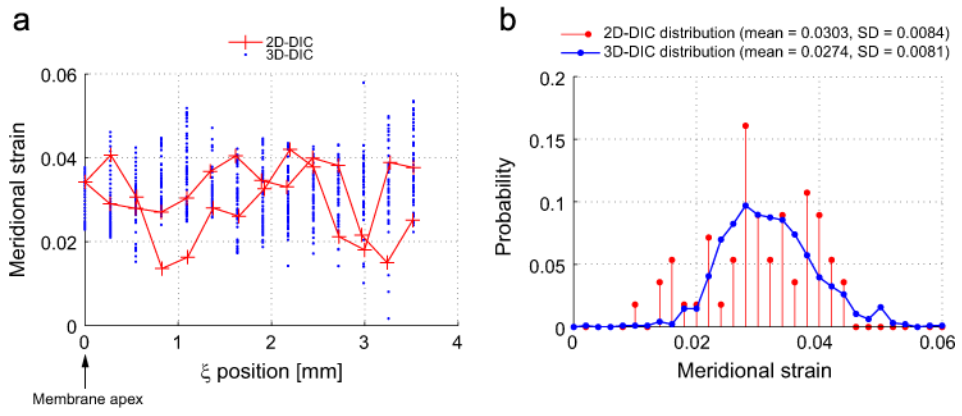 a
2D-DIC
3D-DIC
0.06
0.04
0.02
0
Meridional strain
0
1
2
3
4
ξ position [mm]
Membrane apex
b
2D-DIC distribution (mean = 0.0303, SD = 0.0084)
3D-DIC distribution (mean = 0.0274, SD = 0.0081)
0.2
0.15
0.1
0.05
0
Probability
0
0.02
0.04
0.06
Meridional strain